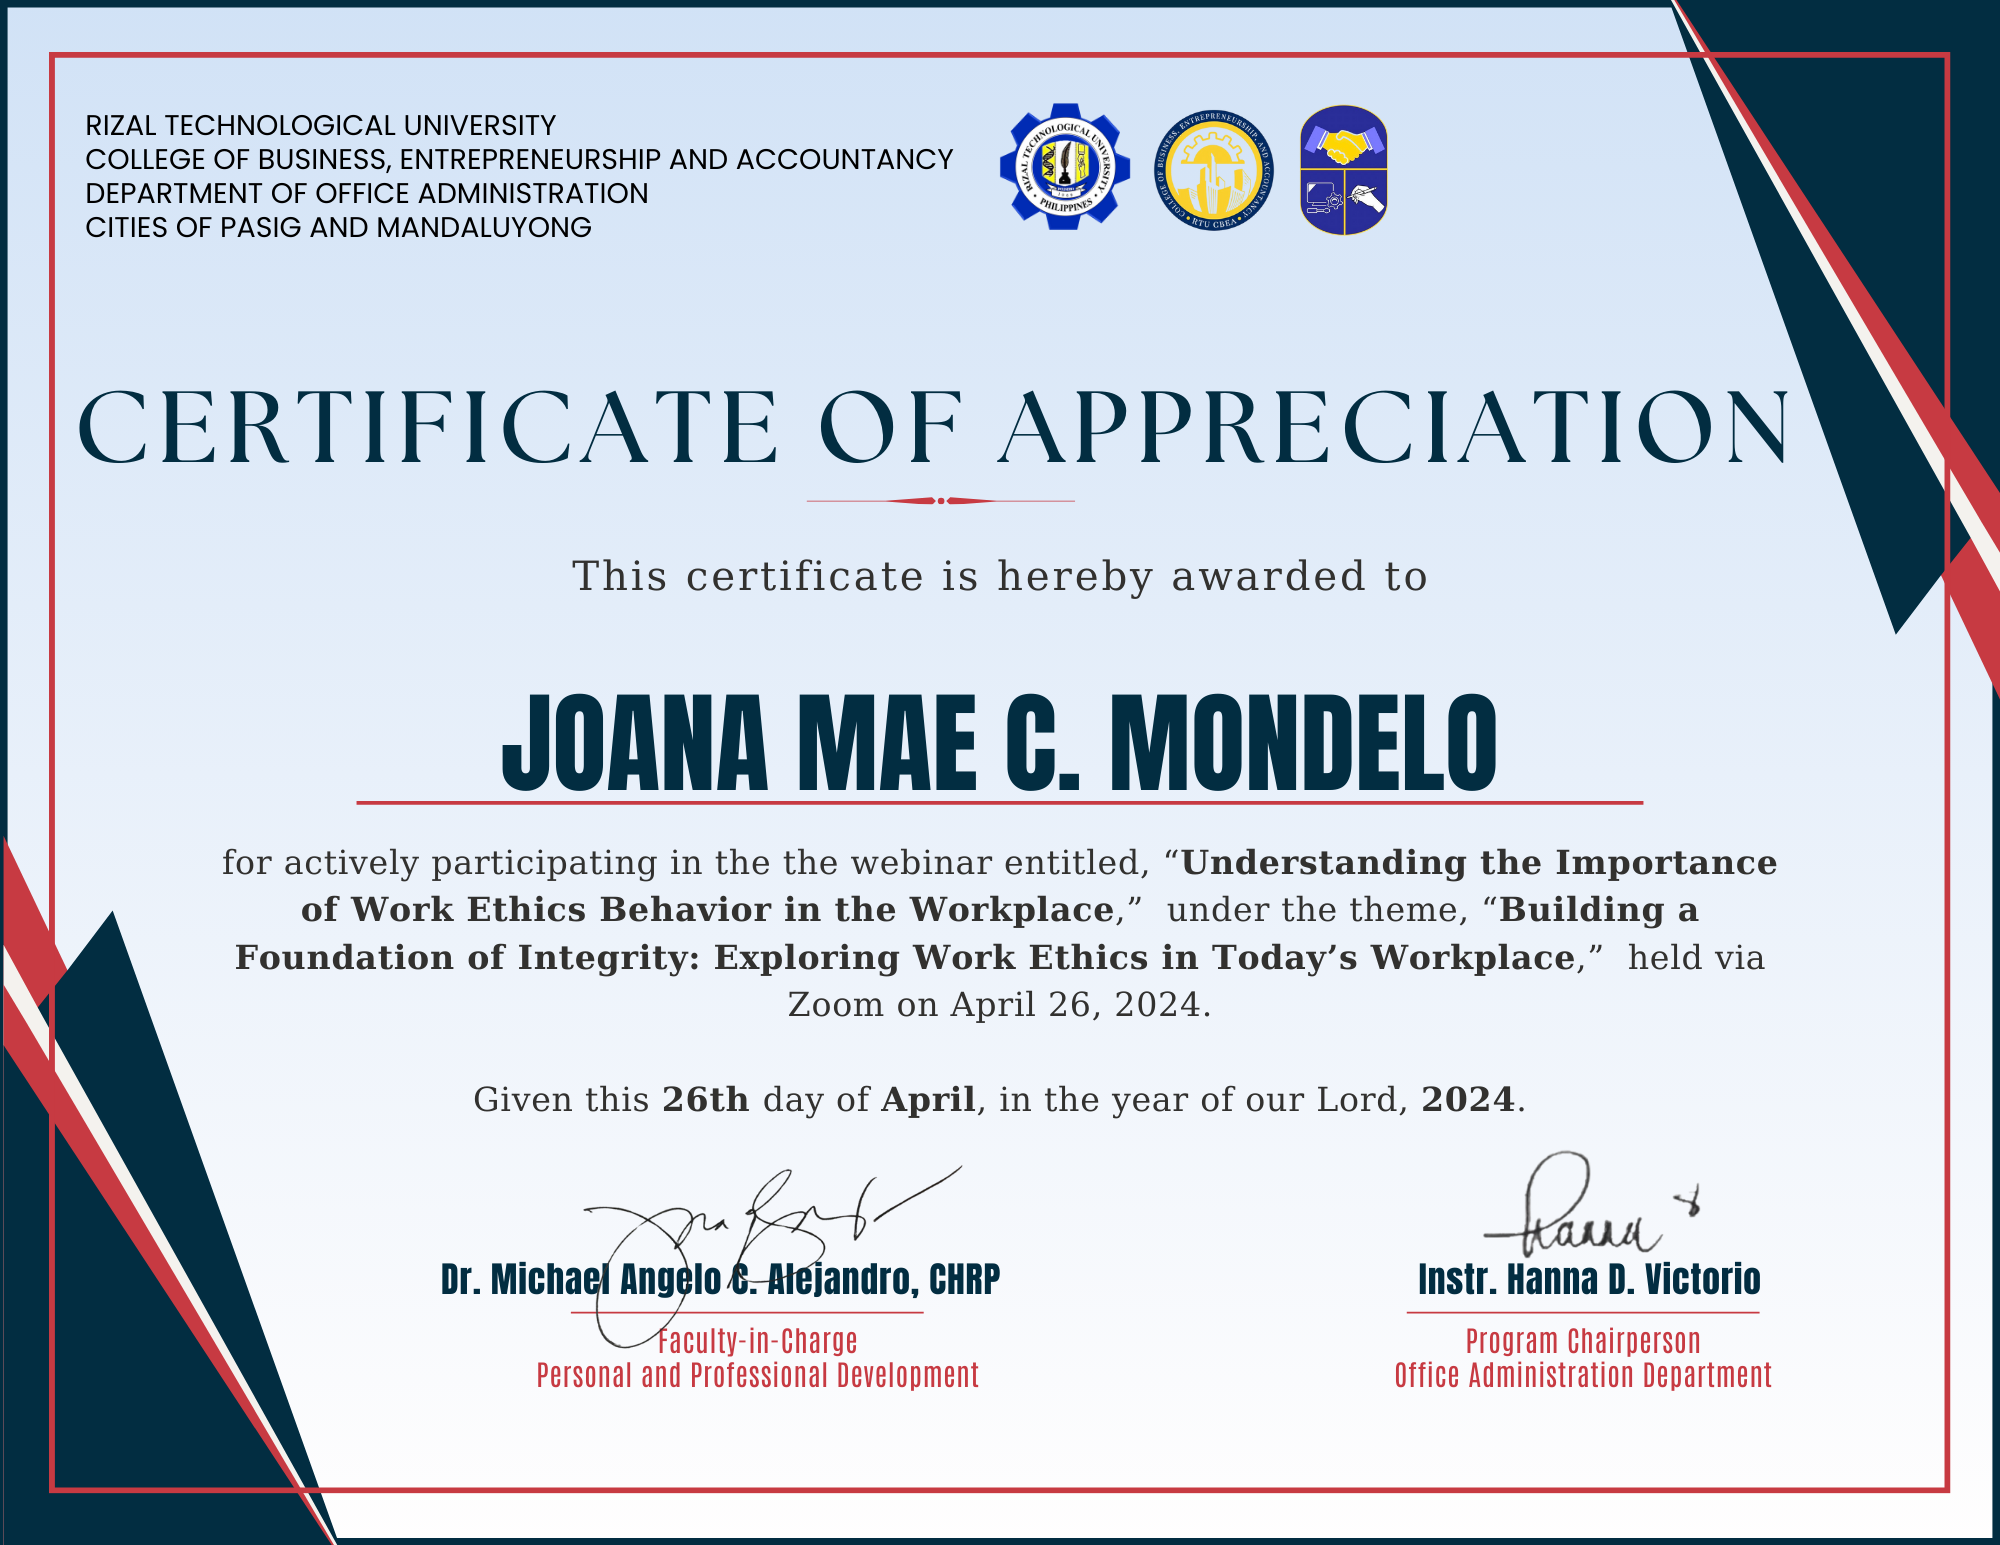 RIZAL TECHNOLOGICAL UNIVERSITY
COLLEGE OF BUSINESS, ENTREPRENEURSHIP AND ACCOUNTANCY
DEPARTMENT OF OFFICE ADMINISTRATION
CITIES OF PASIG AND MANDALUYONG
RIZAL TECHNOLOGICAL UNIVERSITY
PHILIPPINES
COLLEGE OF BUSINESS, ENTREPRENEURSHIP, AND ACCOUNTANCY
RTU CBEA
CERTIFICATE OF APPRECIATION
This certificate is hereby awarded to
JOANA MAE C. MONDELO
for actively participating in the the webinar entitled, “Understanding the Importance
of Work Ethics Behavior in the Workplace,” under the theme, “Building a
Foundation of Integrity: Exploring Work Ethics in Today’s Workplace,” held via
Zoom on April 26, 2024.
Given this 26th day of April, in the year of our Lord, 2024.
Hanna
Dr. Michael Angelo C. Alejandro, CHRP
Instr. Hanna D. Victorio
Faculty-in-Charge
Personal and Professional Development
Program Chairperson
Office Administration Department